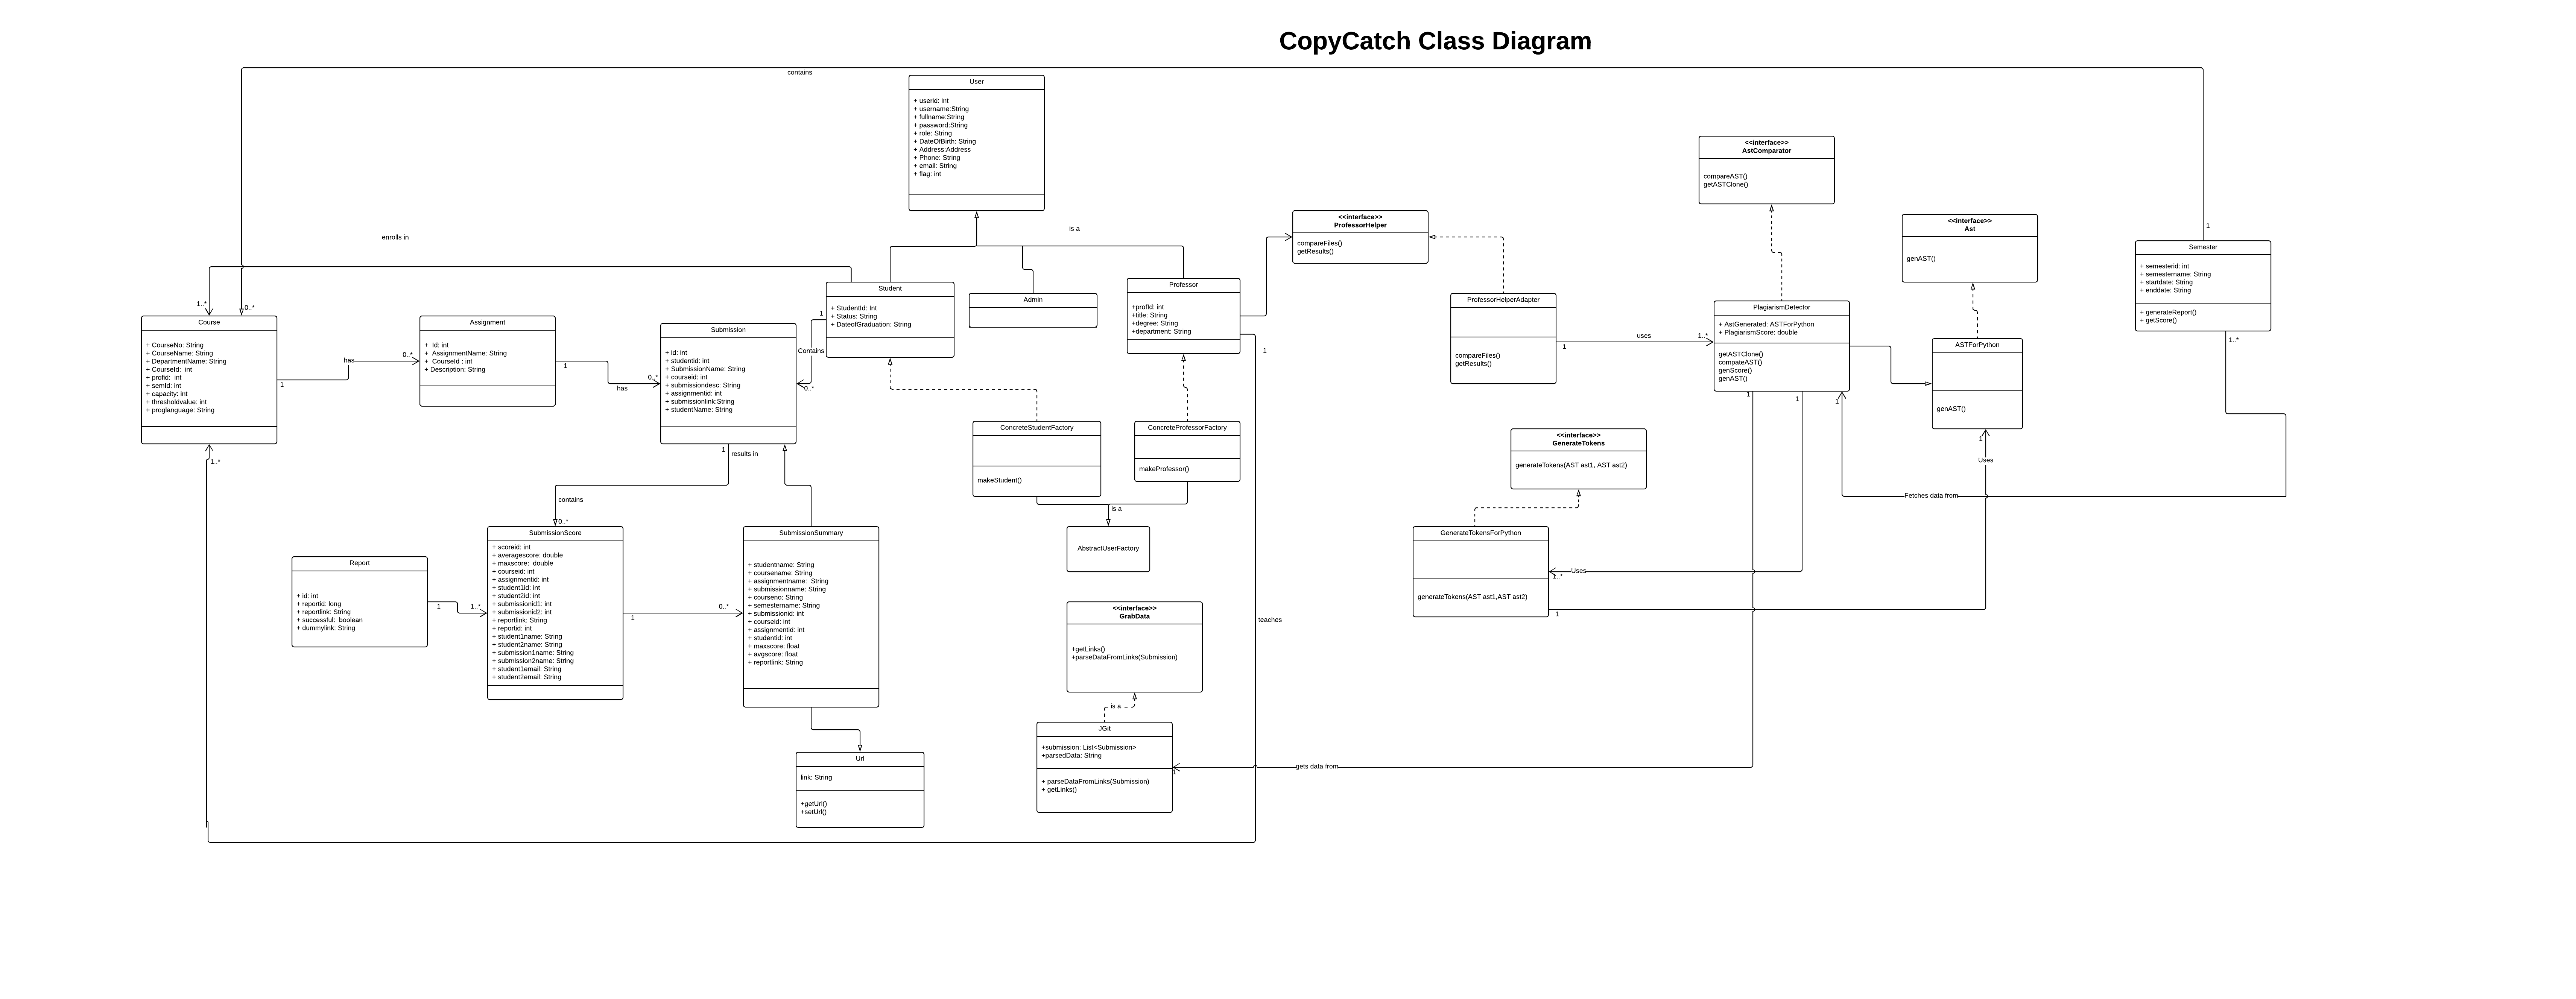 CopyCatch Class Diagram
contains
User
+ userid: int
+ username:String
+ fullname:String
+ password:String
+ role: String
+ DateOfBirth: String
+ Address:Address
+ Phone: String
+ email: String
+ flag: int
<<interface>>
AstComparator
compareAST()
getASTClone()
<<interface>>
ProfessorHelper
compareFiles()
getResults()
<<interface>>
Ast
genAST()
1
Semester
+ semesterid: int
+ semestername: String
+ startdate: String
+ enddate: String
+ generateReport()
+ getScore()
1..*
enrolls in
is a
1..*
0..*
Course
+ CourseNo: String
+ CourseName: String
+ DepartmentName: String
+ CourseId:  int
+ profid:  int
+ semId: int
+ capacity: int
+ thresholdvalue: int
+ proglanguage: String
1
has
0..*
1..*
Assignment
+  Id: int
+  AssignmentName: String
+  CourseId : int
+ Description: String
1
has
0..*
Submission
+ id: int
+ studentid: int
+ SubmissionName: String
+ courseid: int
+ submissiondesc: String
+ assignmentid: int
+ submissionlink:String
+ studentName: String
1
Contains
0..*
Student
+ StudentId: Int
+ Status: String
+ DateofGraduation: String
Admin
Professor
+profId: int
+title: String
+degree: String
+department: String
1
ProfessorHelperAdapter
compareFiles()
getResults()
1
uses
1..*
PlagiarismDetector
+ AstGenerated: ASTForPython
+ PlagiarismScore: double
getASTClone()
compateAST()
genScore()
genAST()
1
1
1
ASTForPython
genAST()
1
Uses
Fetches data from
ConcreteStudentFactory
makeStudent()
ConcreteProfessorFactory
makeProfessor()
is a
AbstractUserFactory
<<interface>>
GenerateTokens
generateTokens(AST ast1, AST ast2)
GenerateTokensForPython
generateTokens(AST ast1,AST ast2)
Uses
1..*
1
1
results in
contains
0..*
SubmissionScore
+ scoreid: int
+ averagescore: double
+ maxscore:  double
+ courseid: int
+ assignmentid: int
+ student1id: int
+ student2id: int
+ submissionid1: int
+ submissionid2: int
+ reportlink: String
+ reportid: int
+ student1name: String
+ student2name: String
+ submission1name: String
+ submission2name: String
+ student1email: String
+ student2email: String
Report
+ id: int
+ reportid: long
+ reportlink: String
+ successful:  boolean
+ dummylink: String
1
1..*
1
0..*
SubmissionSummary
+ studentname: String
+ coursename: String
+ assignmentname:  String
+ submissionname: String
+ courseno: String
+ semestername: String
+ submissionid: int
+ courseid: int
+ assignmentid: int
+ studentid: int
+ maxscore: float
+ avgscore: float
+ reportlink: String
<<interface>>
GrabData
+getLinks()
+parseDataFromLinks(Submission)
teaches
is a
JGit
+submission: List<Submission>
+parsedData: String
+ parseDataFromLinks(Submission)
+ getLinks()
1
gets data from
Url
link: String
+getUrl()
+setUrl()